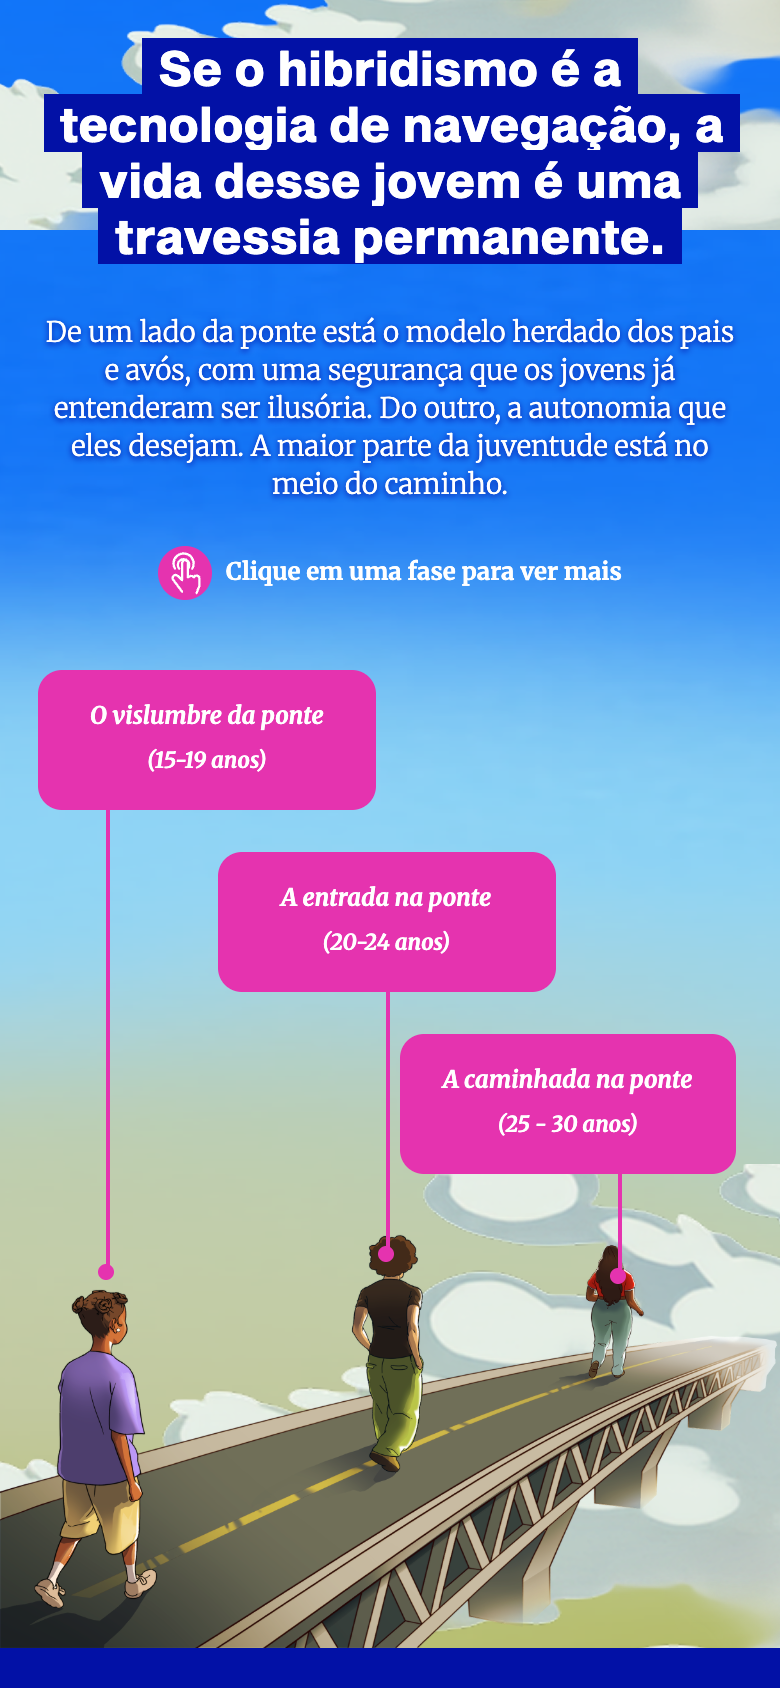 Se o hibridismo é a
tecnologia de navegação, a
vida desse jovem é uma
travessia permanente.
De um lado da ponte está o modelo herdado dos pais
e avós, com uma segurança que os jovens já
entenderam ser ilusória. Do outro, a autonomia que
eles desejam. A maior parte da juventude está no
meio do caminho.
Clique em uma fase para ver mais
O vislumbre da ponte
(15-19 anos)
A entrada na ponte
(20-24 anos)
A caminhada na ponte
(25 - 30 anos)